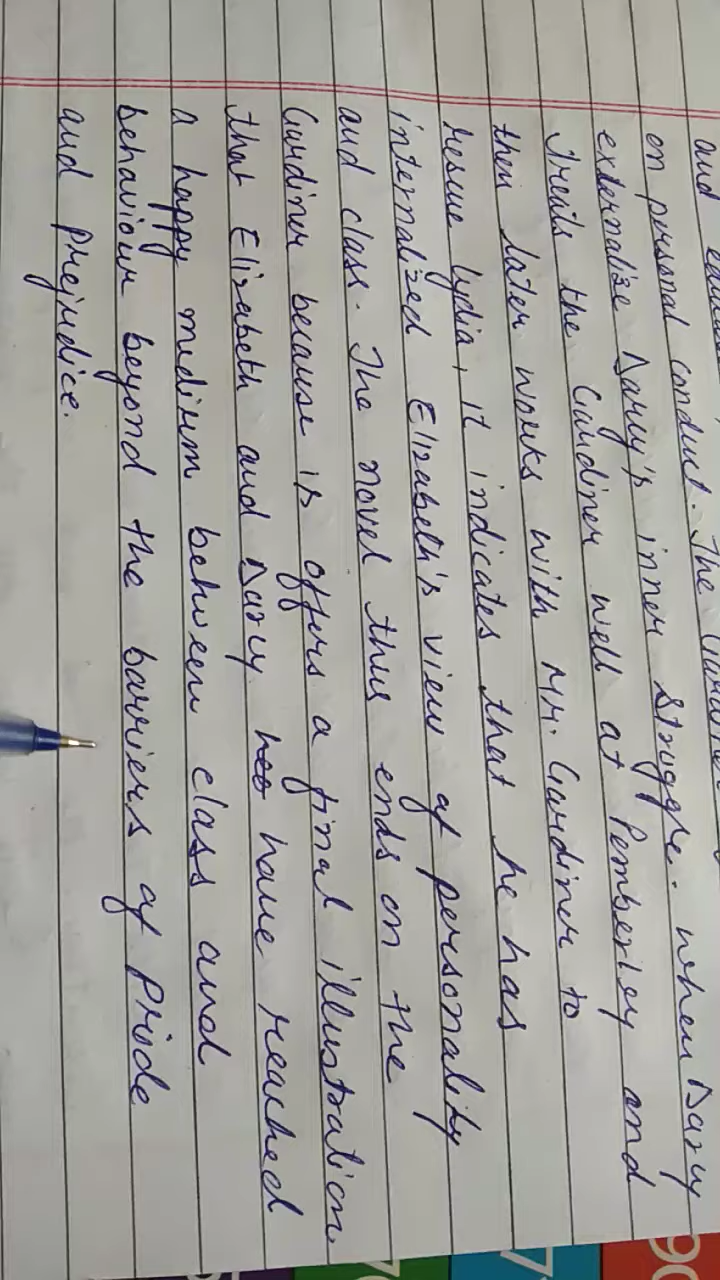 and
on personal conduct. The
externalize Darcy's inner struggle. when Darcy
Treats the Gardiner well at Pemberley and
then later works with Mr. Gardiner to
rescue Lydia, it indicates that he has
internalized Elizabeth's view of personality
and class. The novel thus ends on the
Gardiner because is offers a final illustration
that Elizabeth and Darcy have reached
a happy medium between class and
behaviour beyond the barriers of Pride
and Prejudice.